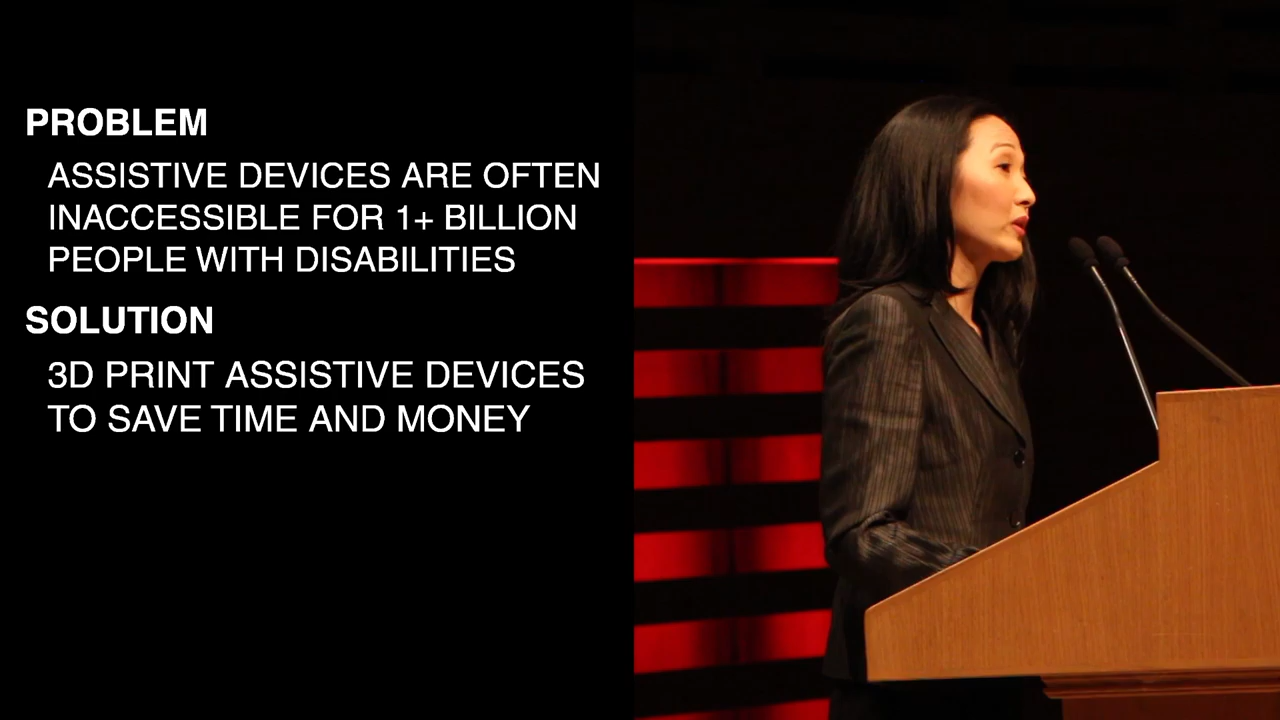 PROBLEM
ASSISTIVE DEVICES ARE OFTEN
INACCESSIBLE FOR 1+ BILLION
PEOPLE WITH DISABILITIES
SOLUTION
3D PRINT ASSISTIVE DEVICES
TO SAVE TIME AND MONEY